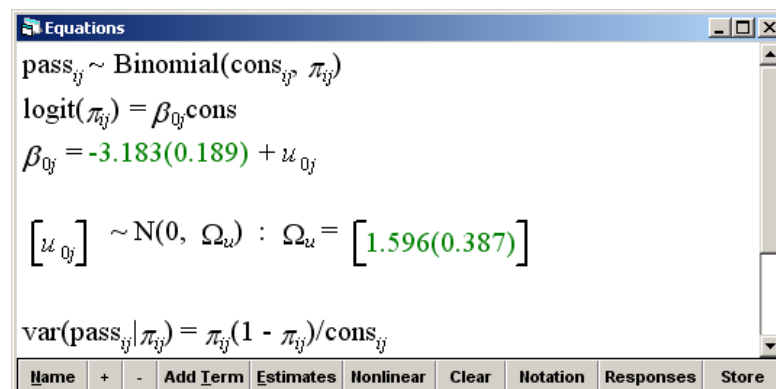 Equations
pass_ij ~ Binomial(cons_ij, π_ij)
logit(π_ij) = β_0j cons
β_0j = -3.183(0.189) + u_0j
[u_0j] ~ N(0, Ω_u) : Ω_u = [1.596(0.387)]
var(pass_ij|π_ij) = π_ij(1 - π_ij)/cons_ij
Name + - Add Term Estimates Nonlinear Clear Notation Responses Store